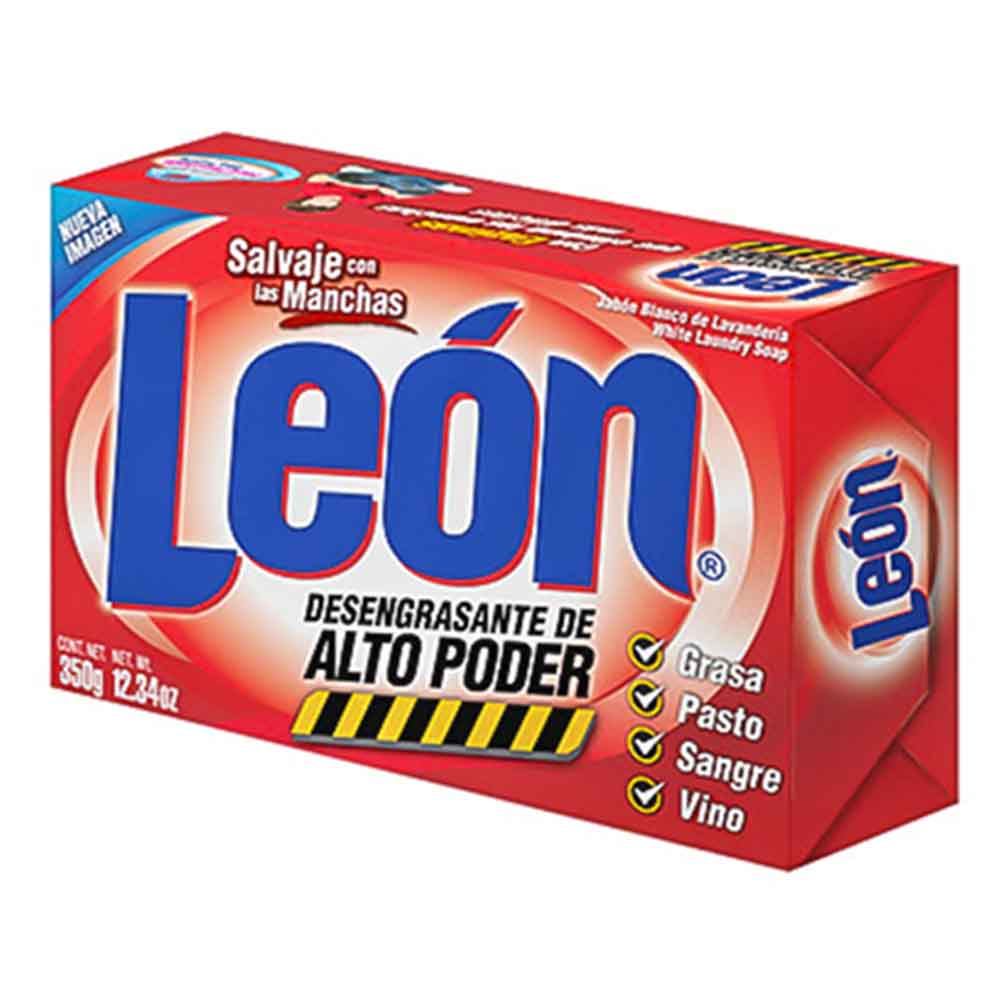 NUEVA
IMAGEN
Salvaje con
las Manchas
León®
DESENGRASANTE DE
ALTO PODER
CONT. NET. NET. WT.
350g 12.34oz
Grasa
Pasto
Sangre
Vino
Jabón Blanco de Lavandería
White Laundry Soap
León
León